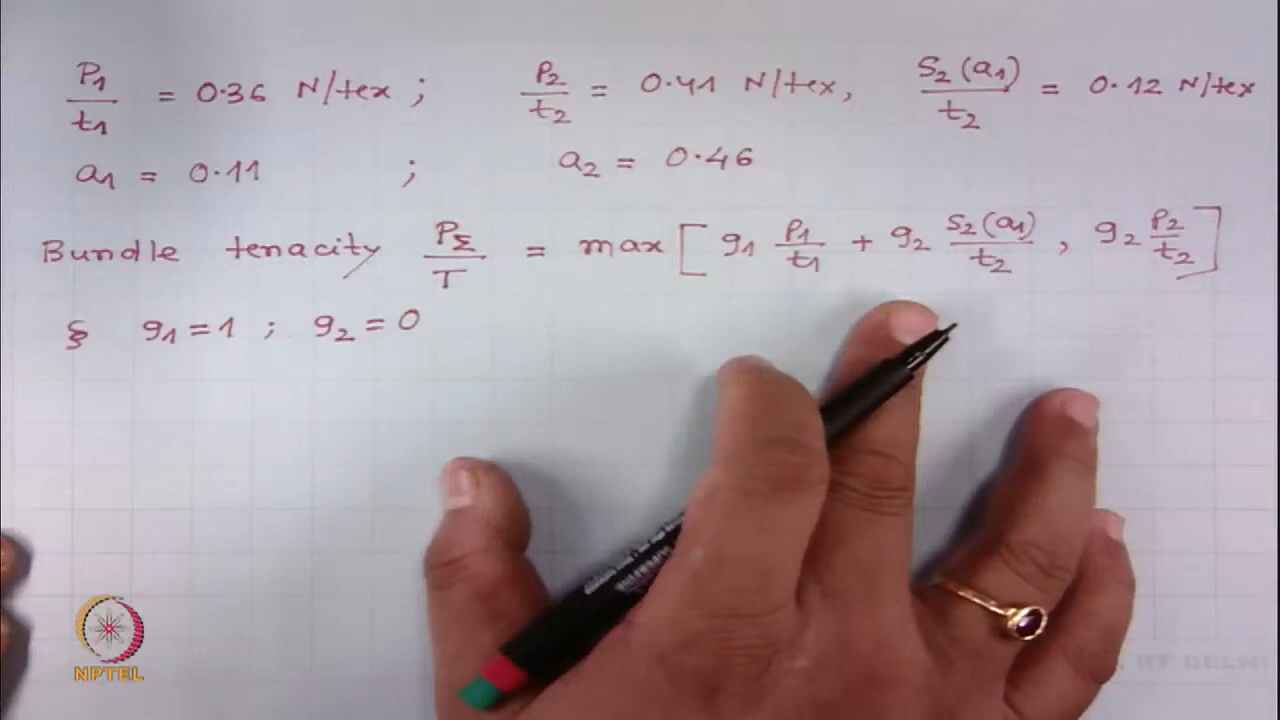 P1/t1 = 0.36 N/tex ; P2/t2 = 0.41 N/tex, S2(a1)/t2 = 0.12 N/tex
a1 = 0.11 ; a2 = 0.46
Bundle tenacity PΣ/T = max [ g1 P1/t1 + g2 S2(a1)/t2 , g2 P2/t2 ]
§ g1 = 1 ; g2 = 0
NPTEL
IIT DELHI